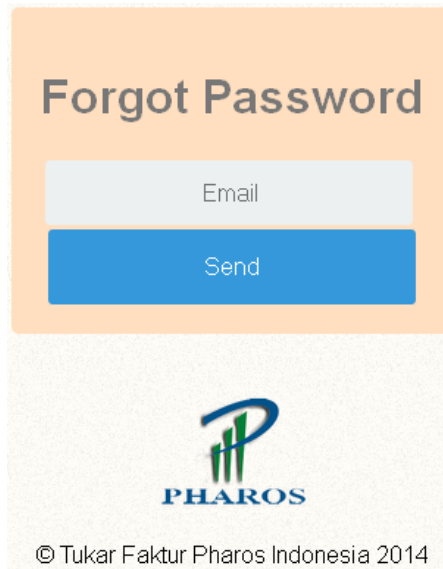 Forgot Password
Email
Send
PHAROS
© Tukar Faktur Pharos Indonesia 2014